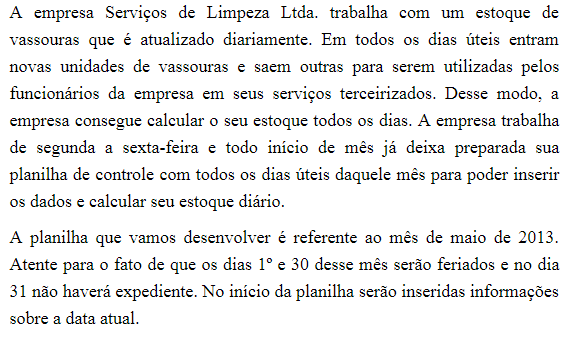 A empresa Serviços de Limpeza Ltda. trabalha com um estoque de
vassouras que é atualizado diariamente. Em todos os dias úteis entram
novas unidades de vassouras e saem outras para serem utilizadas pelos
funcionários da empresa em seus serviços terceirizados. Desse modo, a
empresa consegue calcular o seu estoque todos os dias. A empresa trabalha
de segunda a sexta-feira e todo início de mês já deixa preparada sua
planilha de controle com todos os dias úteis daquele mês para poder inserir
os dados e calcular seu estoque diário.
A planilha que vamos desenvolver é referente ao mês de maio de 2013.
Atente para o fato de que os dias 1º e 30 desse mês serão feriados e no dia
31 não haverá expediente. No início da planilha serão inseridas informações
sobre a data atual.